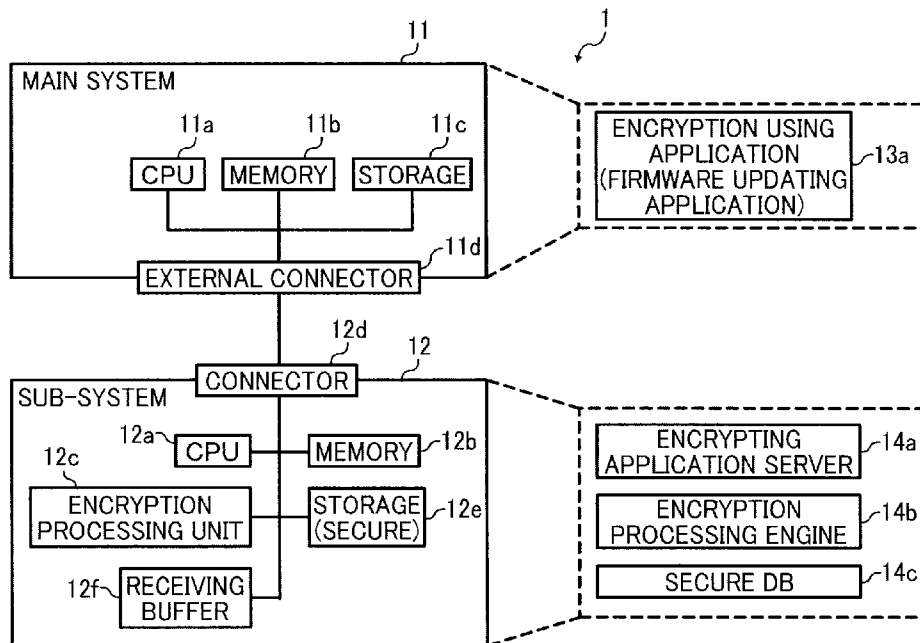 1
11
MAIN SYSTEM
11a
11b
11c
CPU
MEMORY
STORAGE
11d
EXTERNAL CONNECTOR
ENCRYPTION USING
APPLICATION
(FIRMWARE UPDATING
APPLICATION)
13a
12d
12
CONNECTOR
SUB-SYSTEM
12a
CPU
MEMORY
12b
12c
ENCRYPTION
PROCESSING UNIT
STORAGE
(SECURE)
12e
12f
RECEIVING
BUFFER
ENCRYPTING
APPLICATION SERVER
14a
ENCRYPTION
PROCESSING ENGINE
14b
SECURE DB
14c